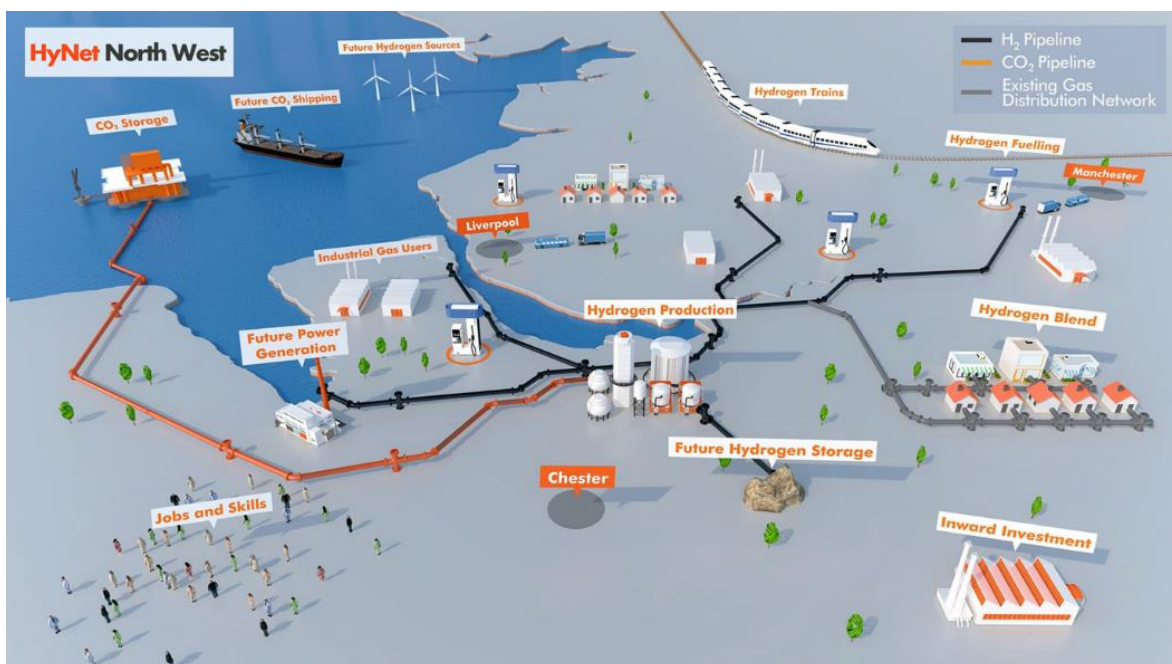 HyNet North West
Future Hydrogen Sources
H₂ Pipeline
CO₂ Pipeline
Existing Gas
Distribution Network
Future CO₂ Shipping
CO₂ Storage
Hydrogen Trains
Hydrogen Fuelling
Manchester
Liverpool
Industrial Gas Users
Hydrogen Production
Future Power
Generation
Hydrogen Blend
Future Hydrogen Storage
Chester
Jobs and Skills
Inward Investment